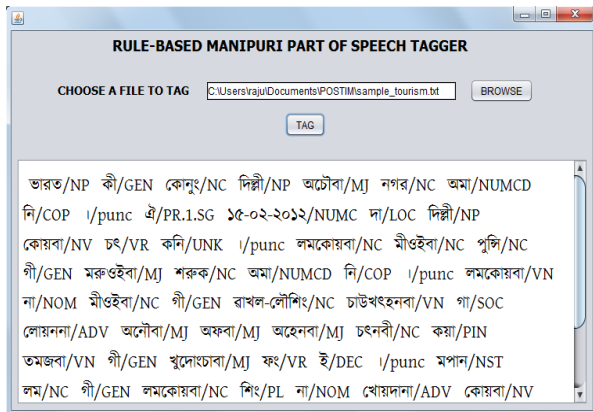 RULE-BASED MANIPURI PART OF SPEECH TAGGER
CHOOSE A FILE TO TAG C:\Users\raju\Documents\POSTIM\sample_tourism.txt BROWSE
TAG
ভারত/NP কী/GEN কোনুং/NC দিল্লী/NP অচৌবা/MJ নগর/NC অমা/NUMCD
নি/COP ।/punc ঐ/PR.1.SG ১৫-০২-২০১২/NUMC দা/LOC দিল্লী/NP
কোয়বা/NV চৎ/VR কনি/UNK ।/punc লমকোয়বা/NC মীওইবা/NC পুন্সি/NC
গী/GEN মরুওইবা/MJ শরুক/NC অমা/NUMCD নি/COP ।/punc লমকোয়বা/VN
না/NOM মীওইবা/NC গী/GEN ৱাখল-লৌশিং/NC চাউখৎহনবা/VN গা/SOC
লোয়ননা/ADV অনৌবা/MJ অফবা/MJ অহেনবা/MJ চৎনবী/NC কয়া/PIN
তমজবা/VN গী/GEN খুদোংচাবা/MJ ফং/VR ই/DEC ।/punc মপান/NST
লম/NC গী/GEN লমকোয়বা/NC শিং/PL না/NOM খোয়দানা/ADV কোয়বা/NV